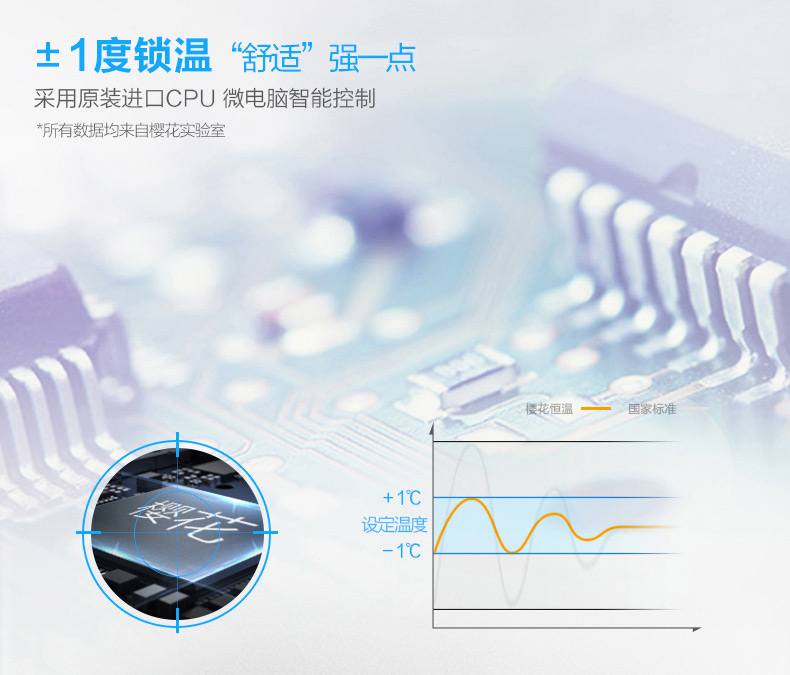 ±1度锁温 “舒适” 强一点
采用原装进口CPU 微电脑智能控制
*所有数据均来自樱花实验室
樱花恒温 国家标准
+1℃
设定温度
-1℃
樱花